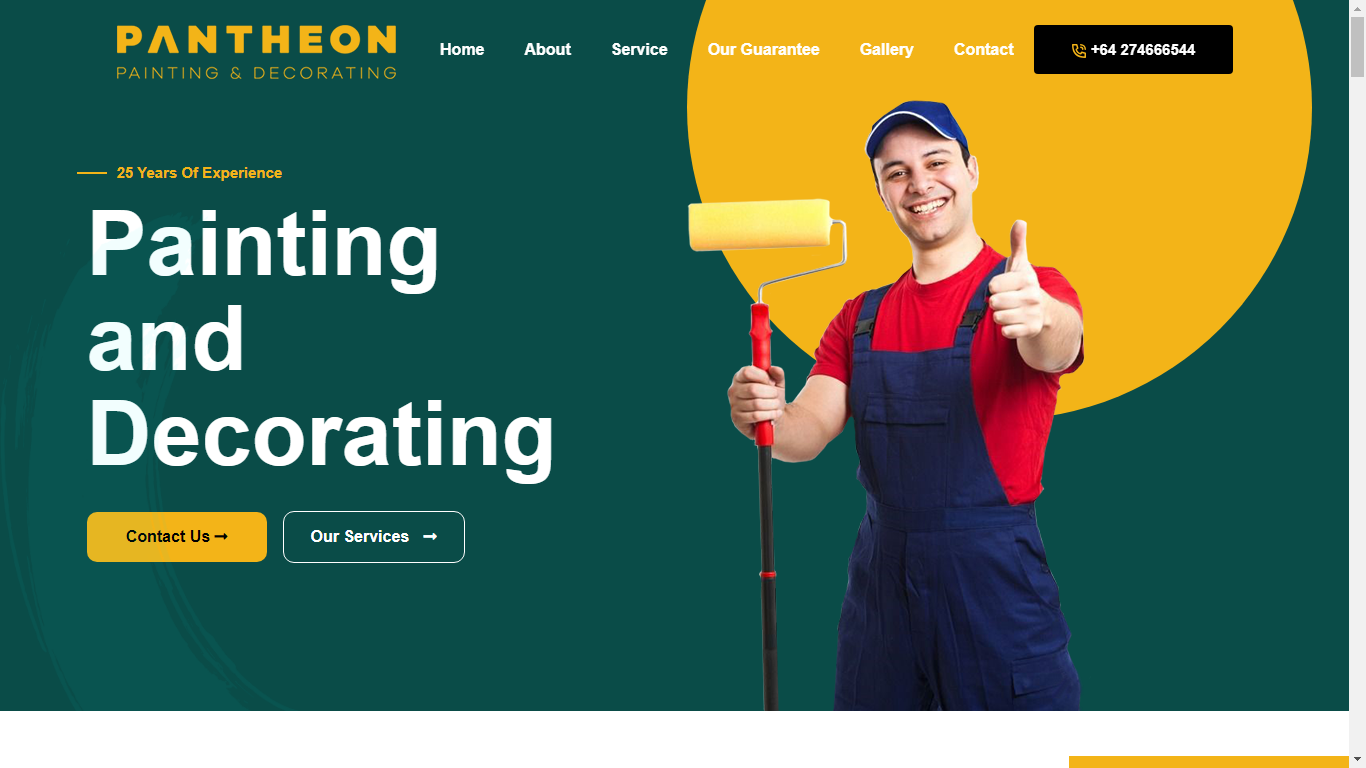 PANTHEON
PAINTING & DECORATING
Home About Service Our Guarantee Gallery Contact +64 274666544
25 Years Of Experience
Painting
and
Decorating
Contact Us Our Services